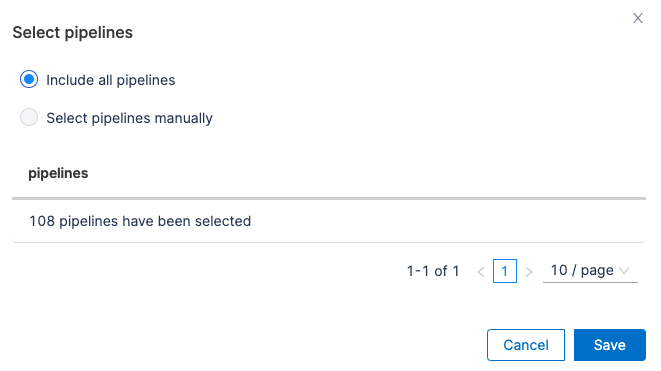 Select pipelines
Include all pipelines
Select pipelines manually
pipelines
108 pipelines have been selected
1-1 of 1 < 1 > 10 / page
Cancel Save